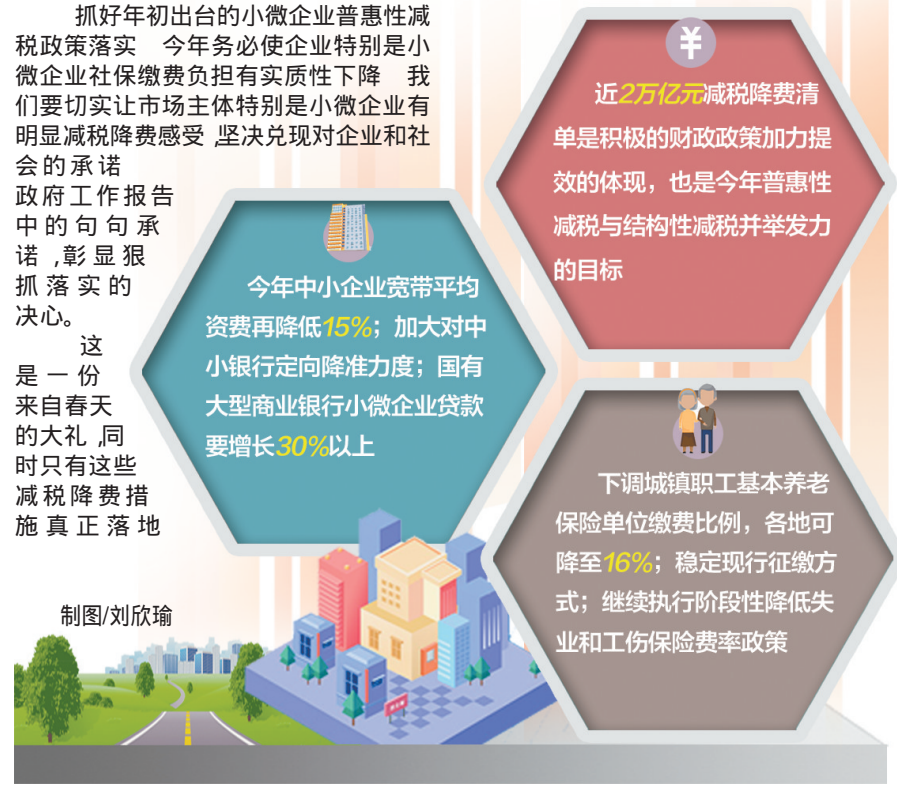 抓好年初出台的小微企业普惠性减
税政策落实 今年务必使企业特别是小
微企业社保缴费负担有实质性下降 我
们要切实让市场主体特别是小微企业有
明显减税降费感受,坚决兑现对企业和社
会的承诺
政府工作报告
中的句句承
诺,彰显狠
抓落实的
决心。
这
是一份
来自春天
的大礼,同
时只有这些
减税降费措
施真正落地
制图/刘欣瑜
今年中小企业宽带平均
资费再降低15%；加大对中
小银行定向降准力度；国有
大型商业银行小微企业贷款
要增长30%以上
¥
近2万亿元减税降费清
单是积极的财政政策加力提
效的体现，也是今年普惠性
减税与结构性减税并举发力
的目标
下调城镇职工基本养老
保险单位缴费比例，各地可
降至16%；稳定现行征缴方
式；继续执行阶段性降低失
业和工伤保险费率政策